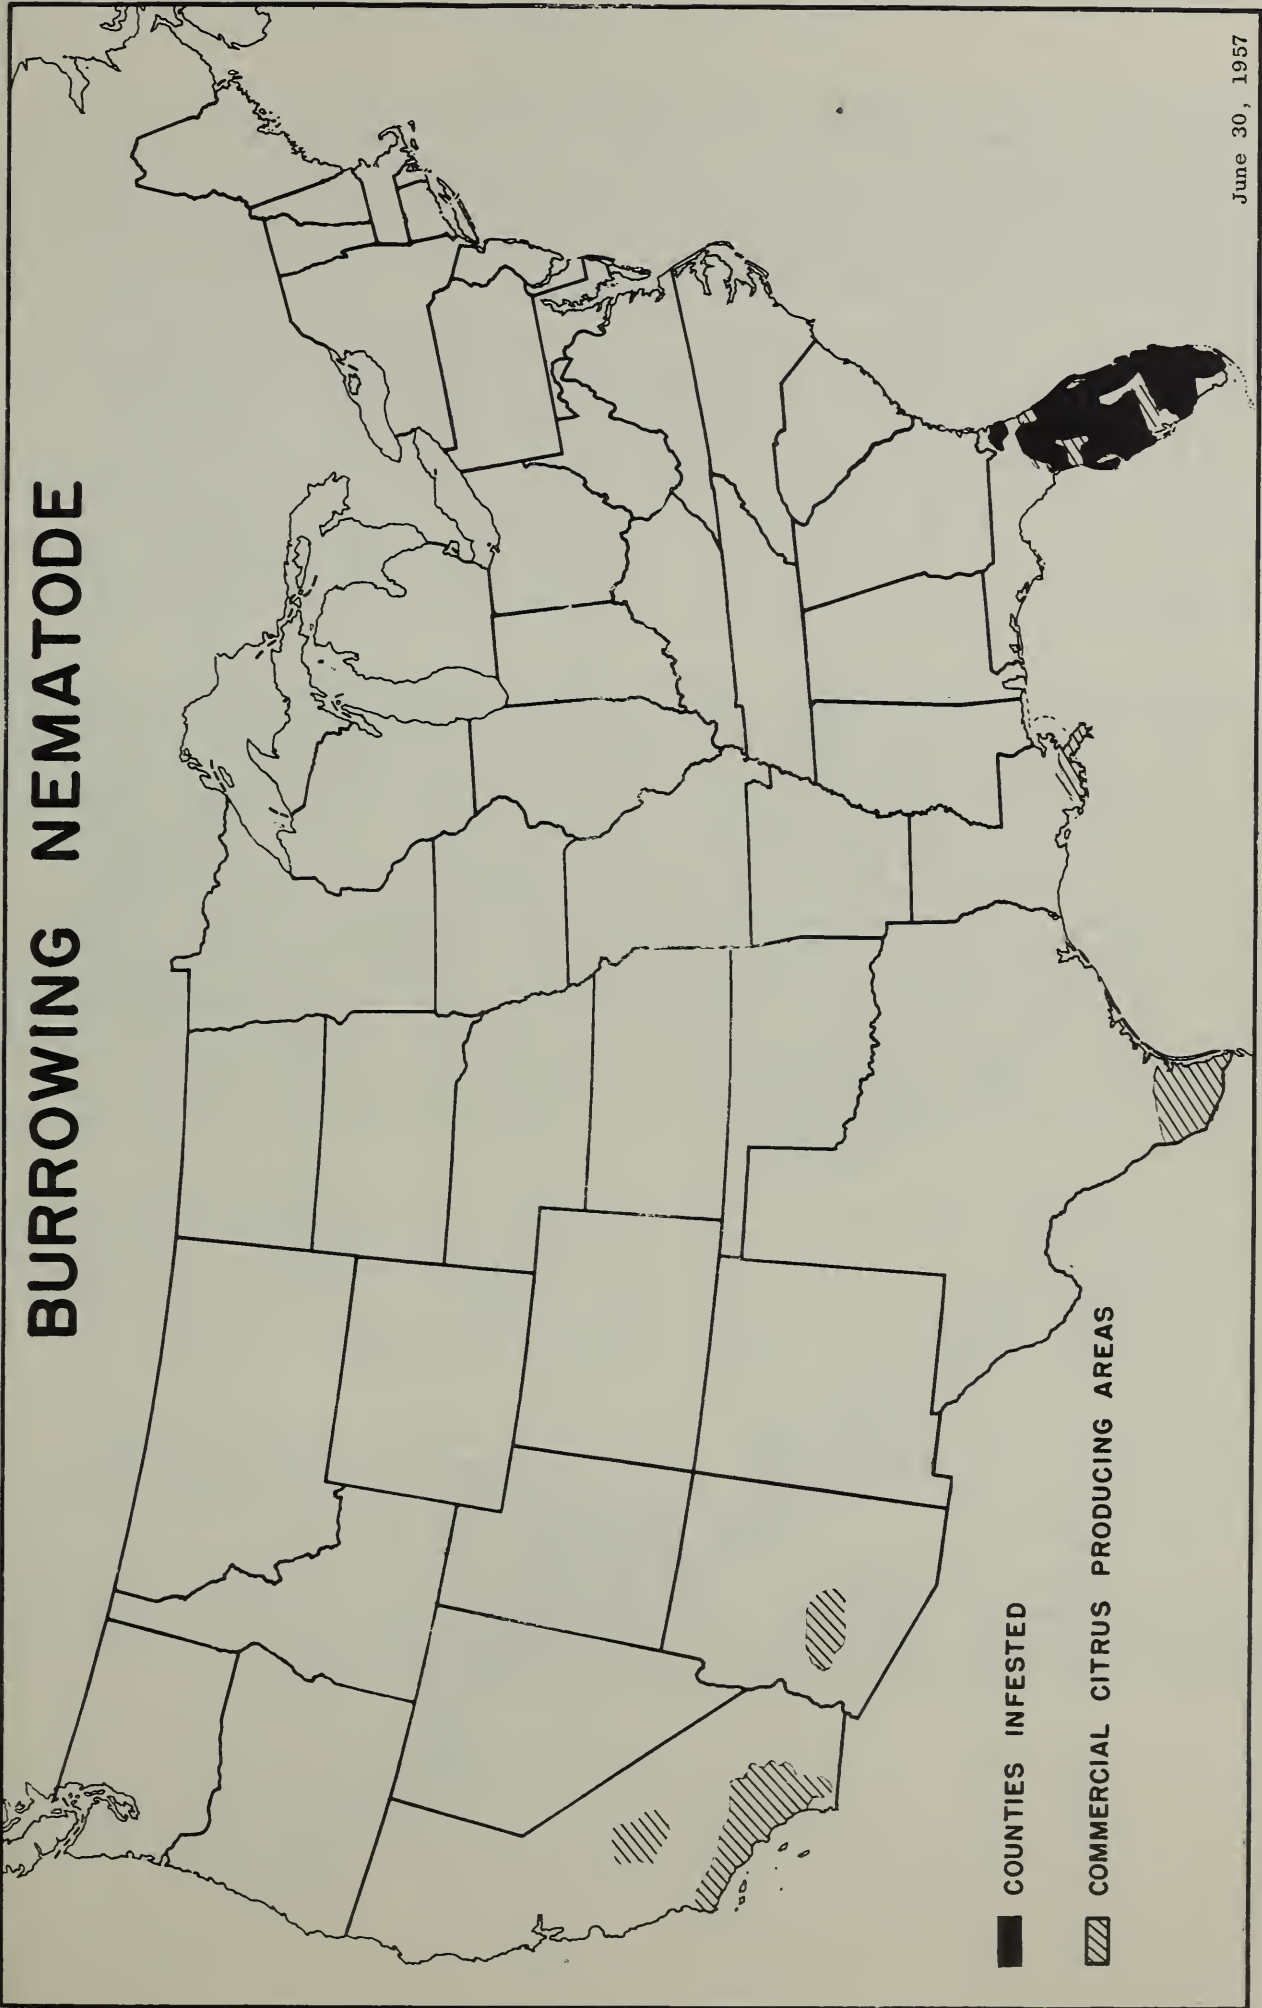 BURROWING NEMATODE
COUNTIES INFESTED
COMMERCIAL CITRUS PRODUCING AREAS
June 30, 1957